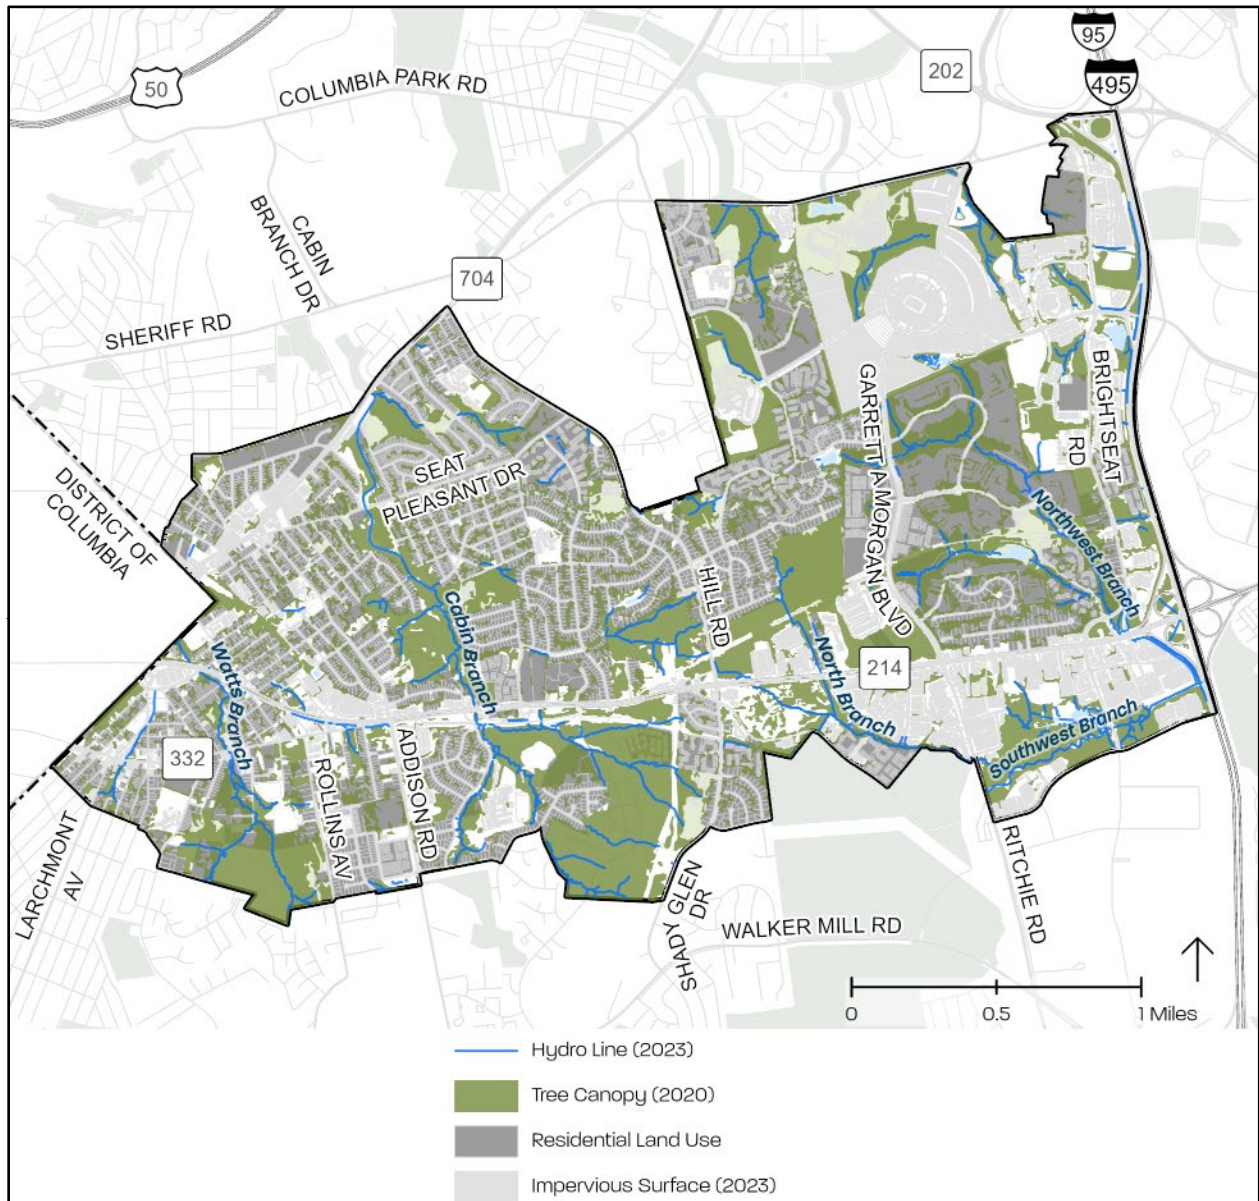 95
495
50
202
COLUMBIA PARK RD
CABIN
BRANCH DR
704
SHERIFF RD
DISTRICT OF
COLUMBIA
SEAT
PLEASANT DR
GARRETT A MORGAN BLVD
BRIGHTSEAT
RD
Northwest Branch
HILL RD
Cabin Branch
Watts Branch
North Branch
214
Southwest Branch
332
ROLLINS AV
ADDISON RD
LARCHMONT
AV
SHADY GLEN
DR
WALKER MILL RD
RITCHIE RD
0
0.5
1 Miles
Hydro Line (2023)
Tree Canopy (2020)
Residential Land Use
Impervious Surface (2023)